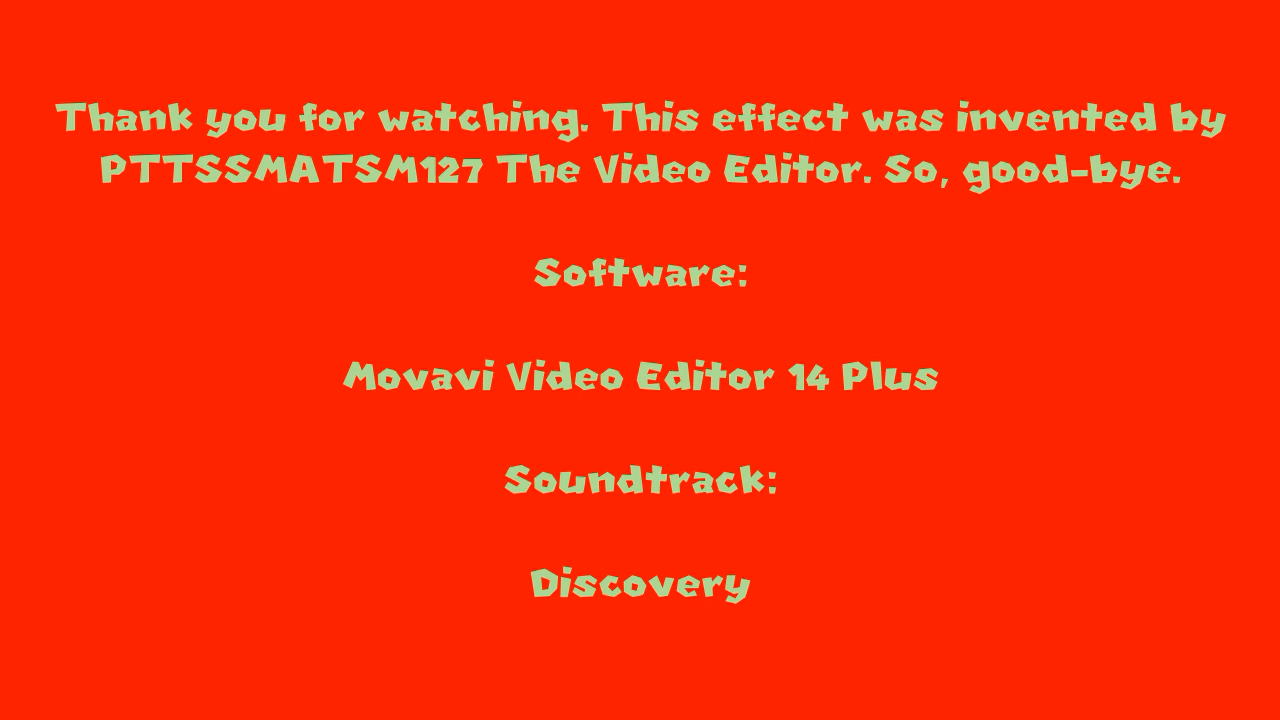 Thank you for watching. This effect was invented by
PTTSSMATSM127 The Video Editor. So, good-bye.
Software:
Movavi Video Editor 14 Plus
Soundtrack:
Discovery